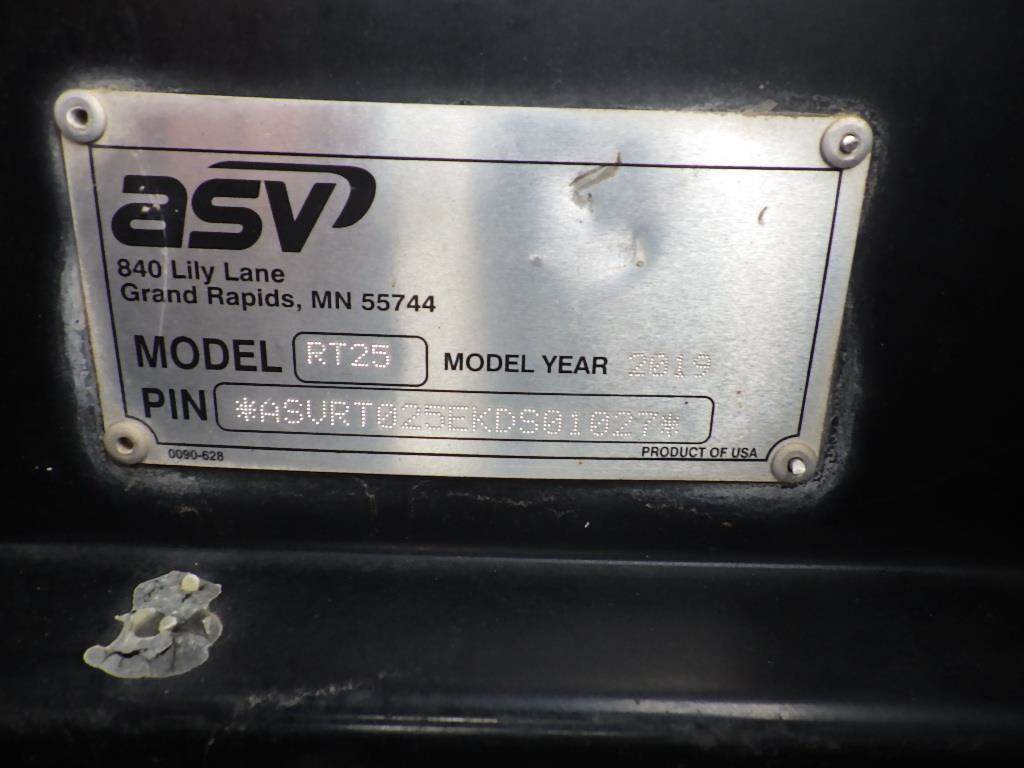 asv
840 Lily Lane
Grand Rapids, MN 55744
MODEL RT25 MODEL YEAR 2019
PIN *ASVRT025EKDS01027*
0090-628 PRODUCT OF USA